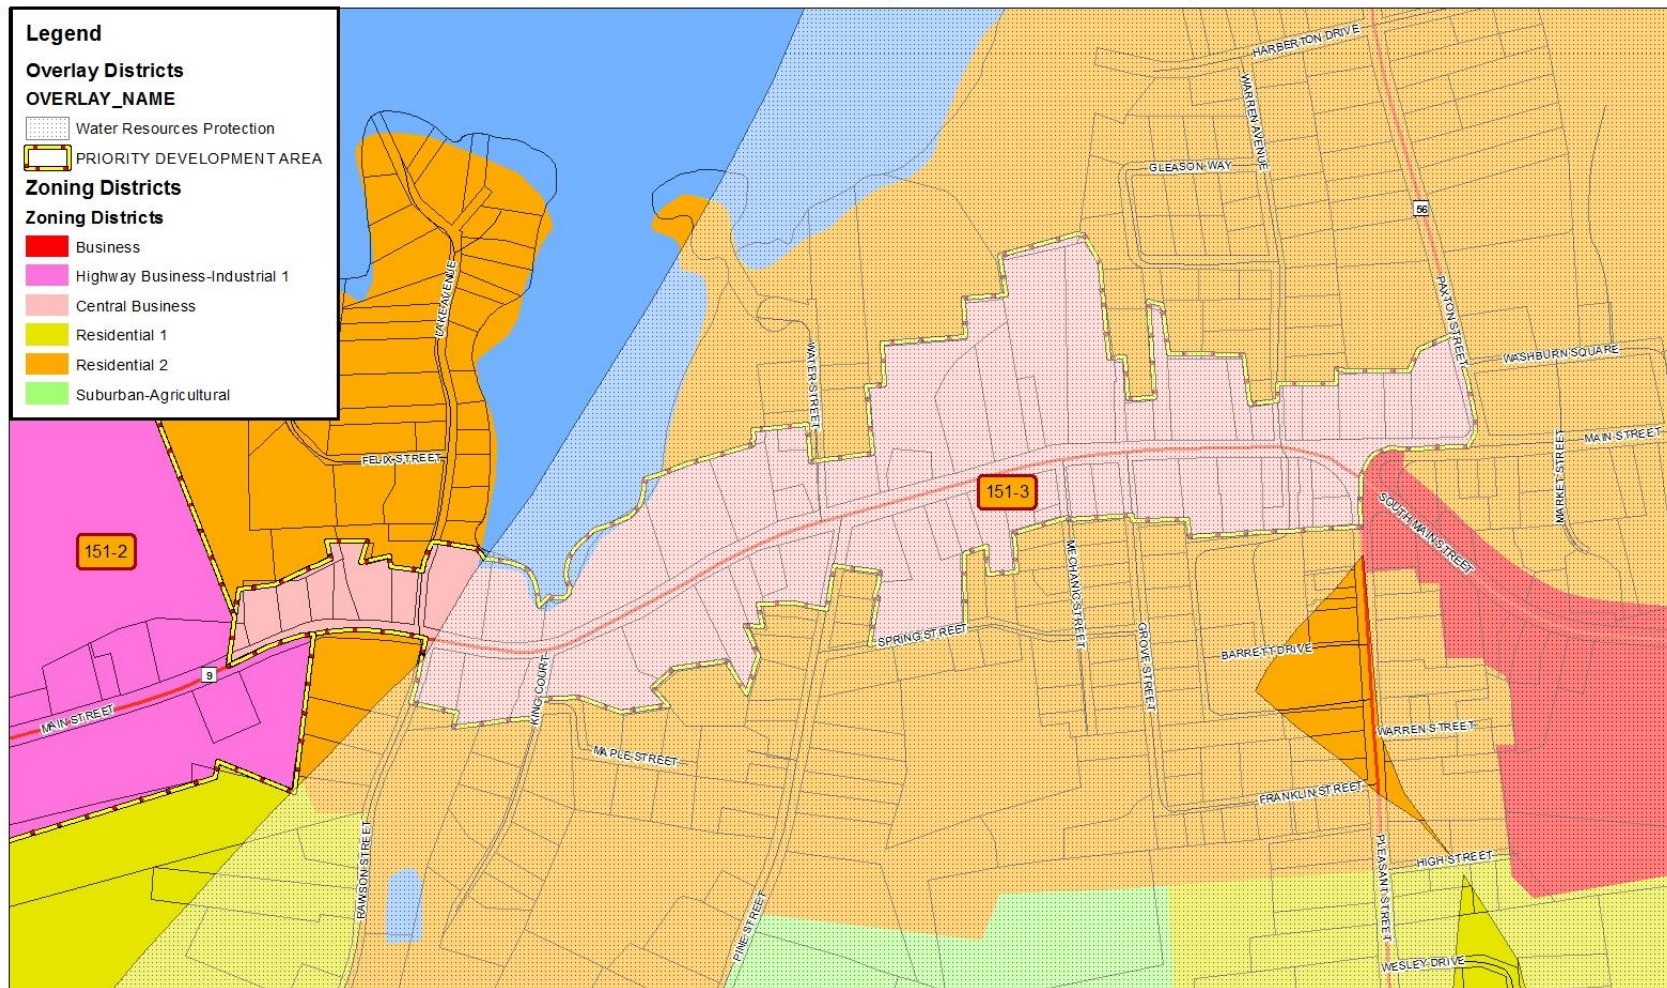 Legend
Overlay Districts
OVERLAY_NAME
Water Resources Protection
PRIORITY DEVELOPMENT AREA
Zoning Districts
Zoning Districts
Business
Highway Business-Industrial 1
Central Business
Residential 1
Residential 2
Suburban-Agricultural
HARBERTON DRIVE
WARREN AVENUE
GLEASON WAY
56
PAXTON STREET
LAKE AVENUE
WATER STREET
WASHBURN SQUARE
MAIN STREET
MARKET STREET
FELIX STREET
151-3
SOUTH MAIN STREET
151-2
MECHANIC STREET
SPRING STREET
GROVE STREET
BARRETT DRIVE
9
MAIN STREET
KING COURT
WARREN STREET
MAPLE STREET
FRANKLIN STREET
RAWSON STREET
PLEASANT STREET
HIGH STREET
PINE STREET
WESLEY DRIVE